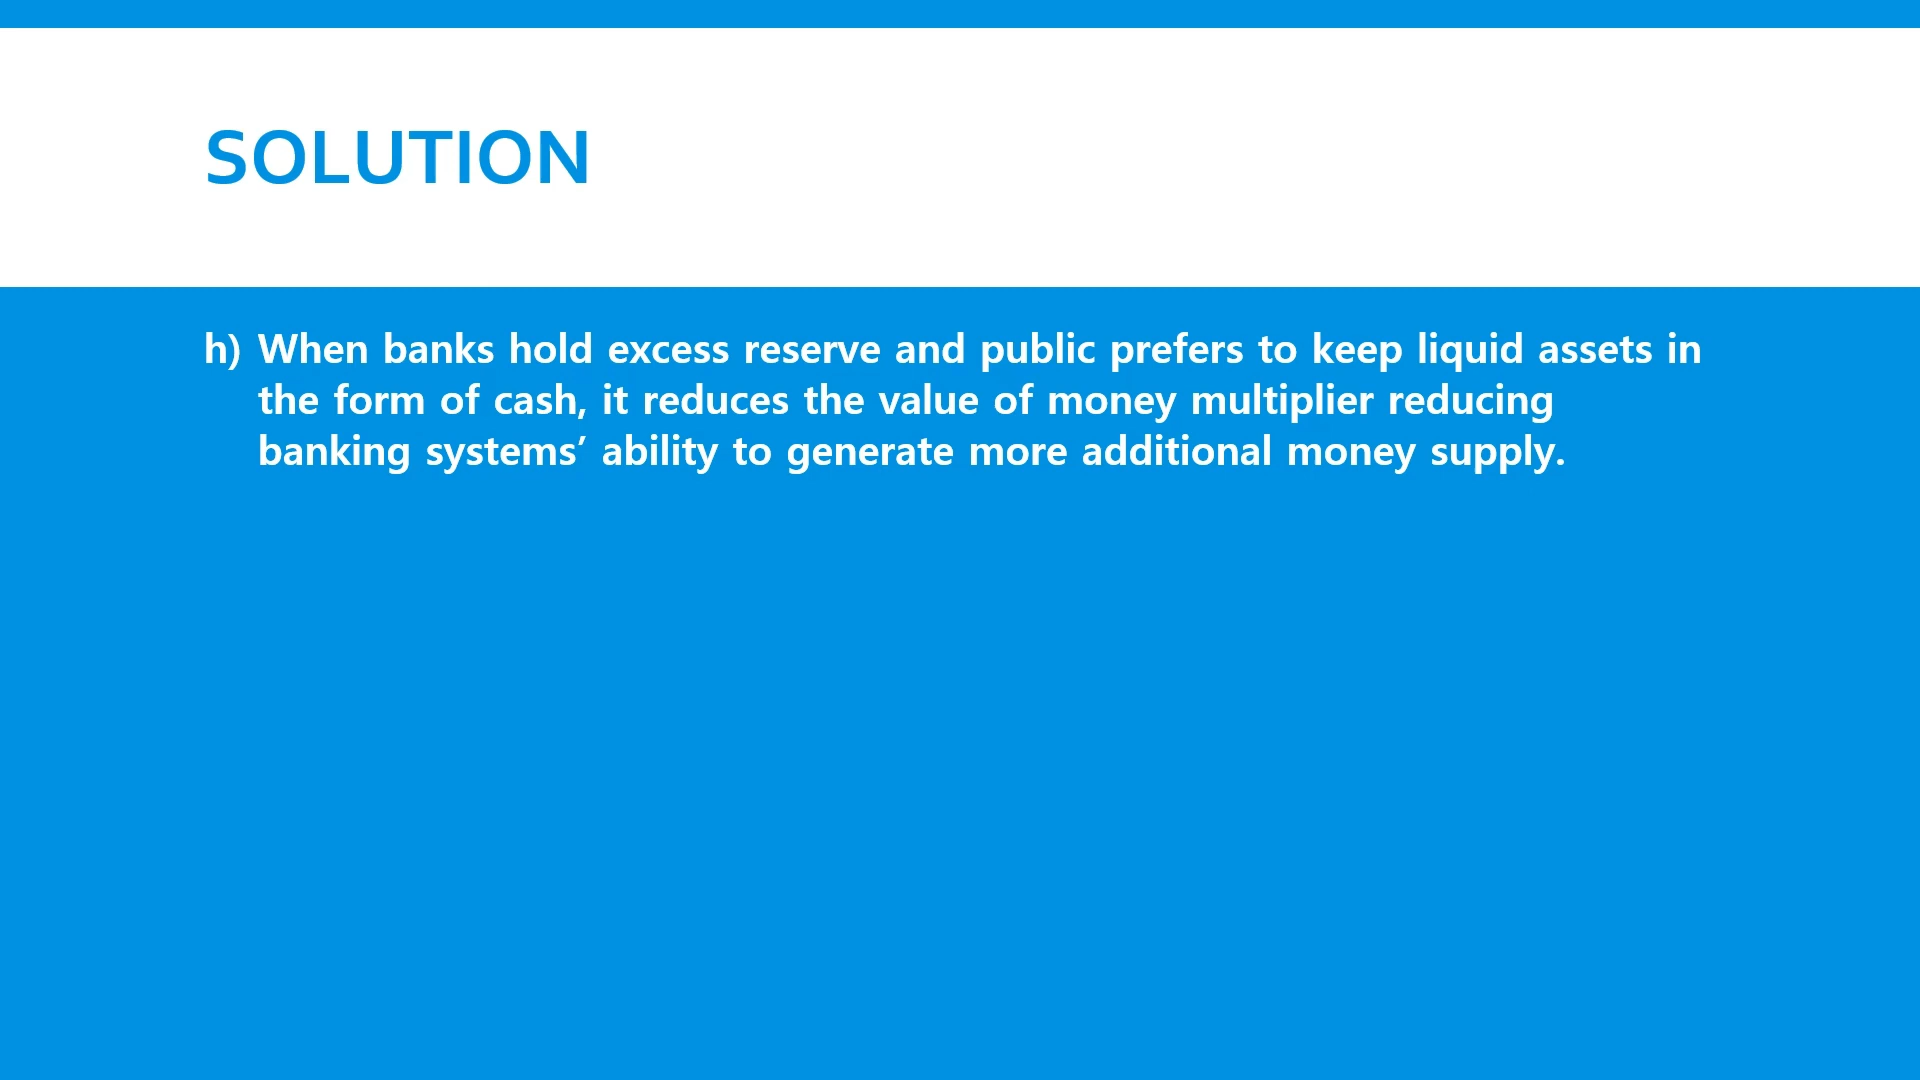 SOLUTION
h) When banks hold excess reserve and public prefers to keep liquid assets in
the form of cash, it reduces the value of money multiplier reducing
banking systems’ ability to generate more additional money supply.